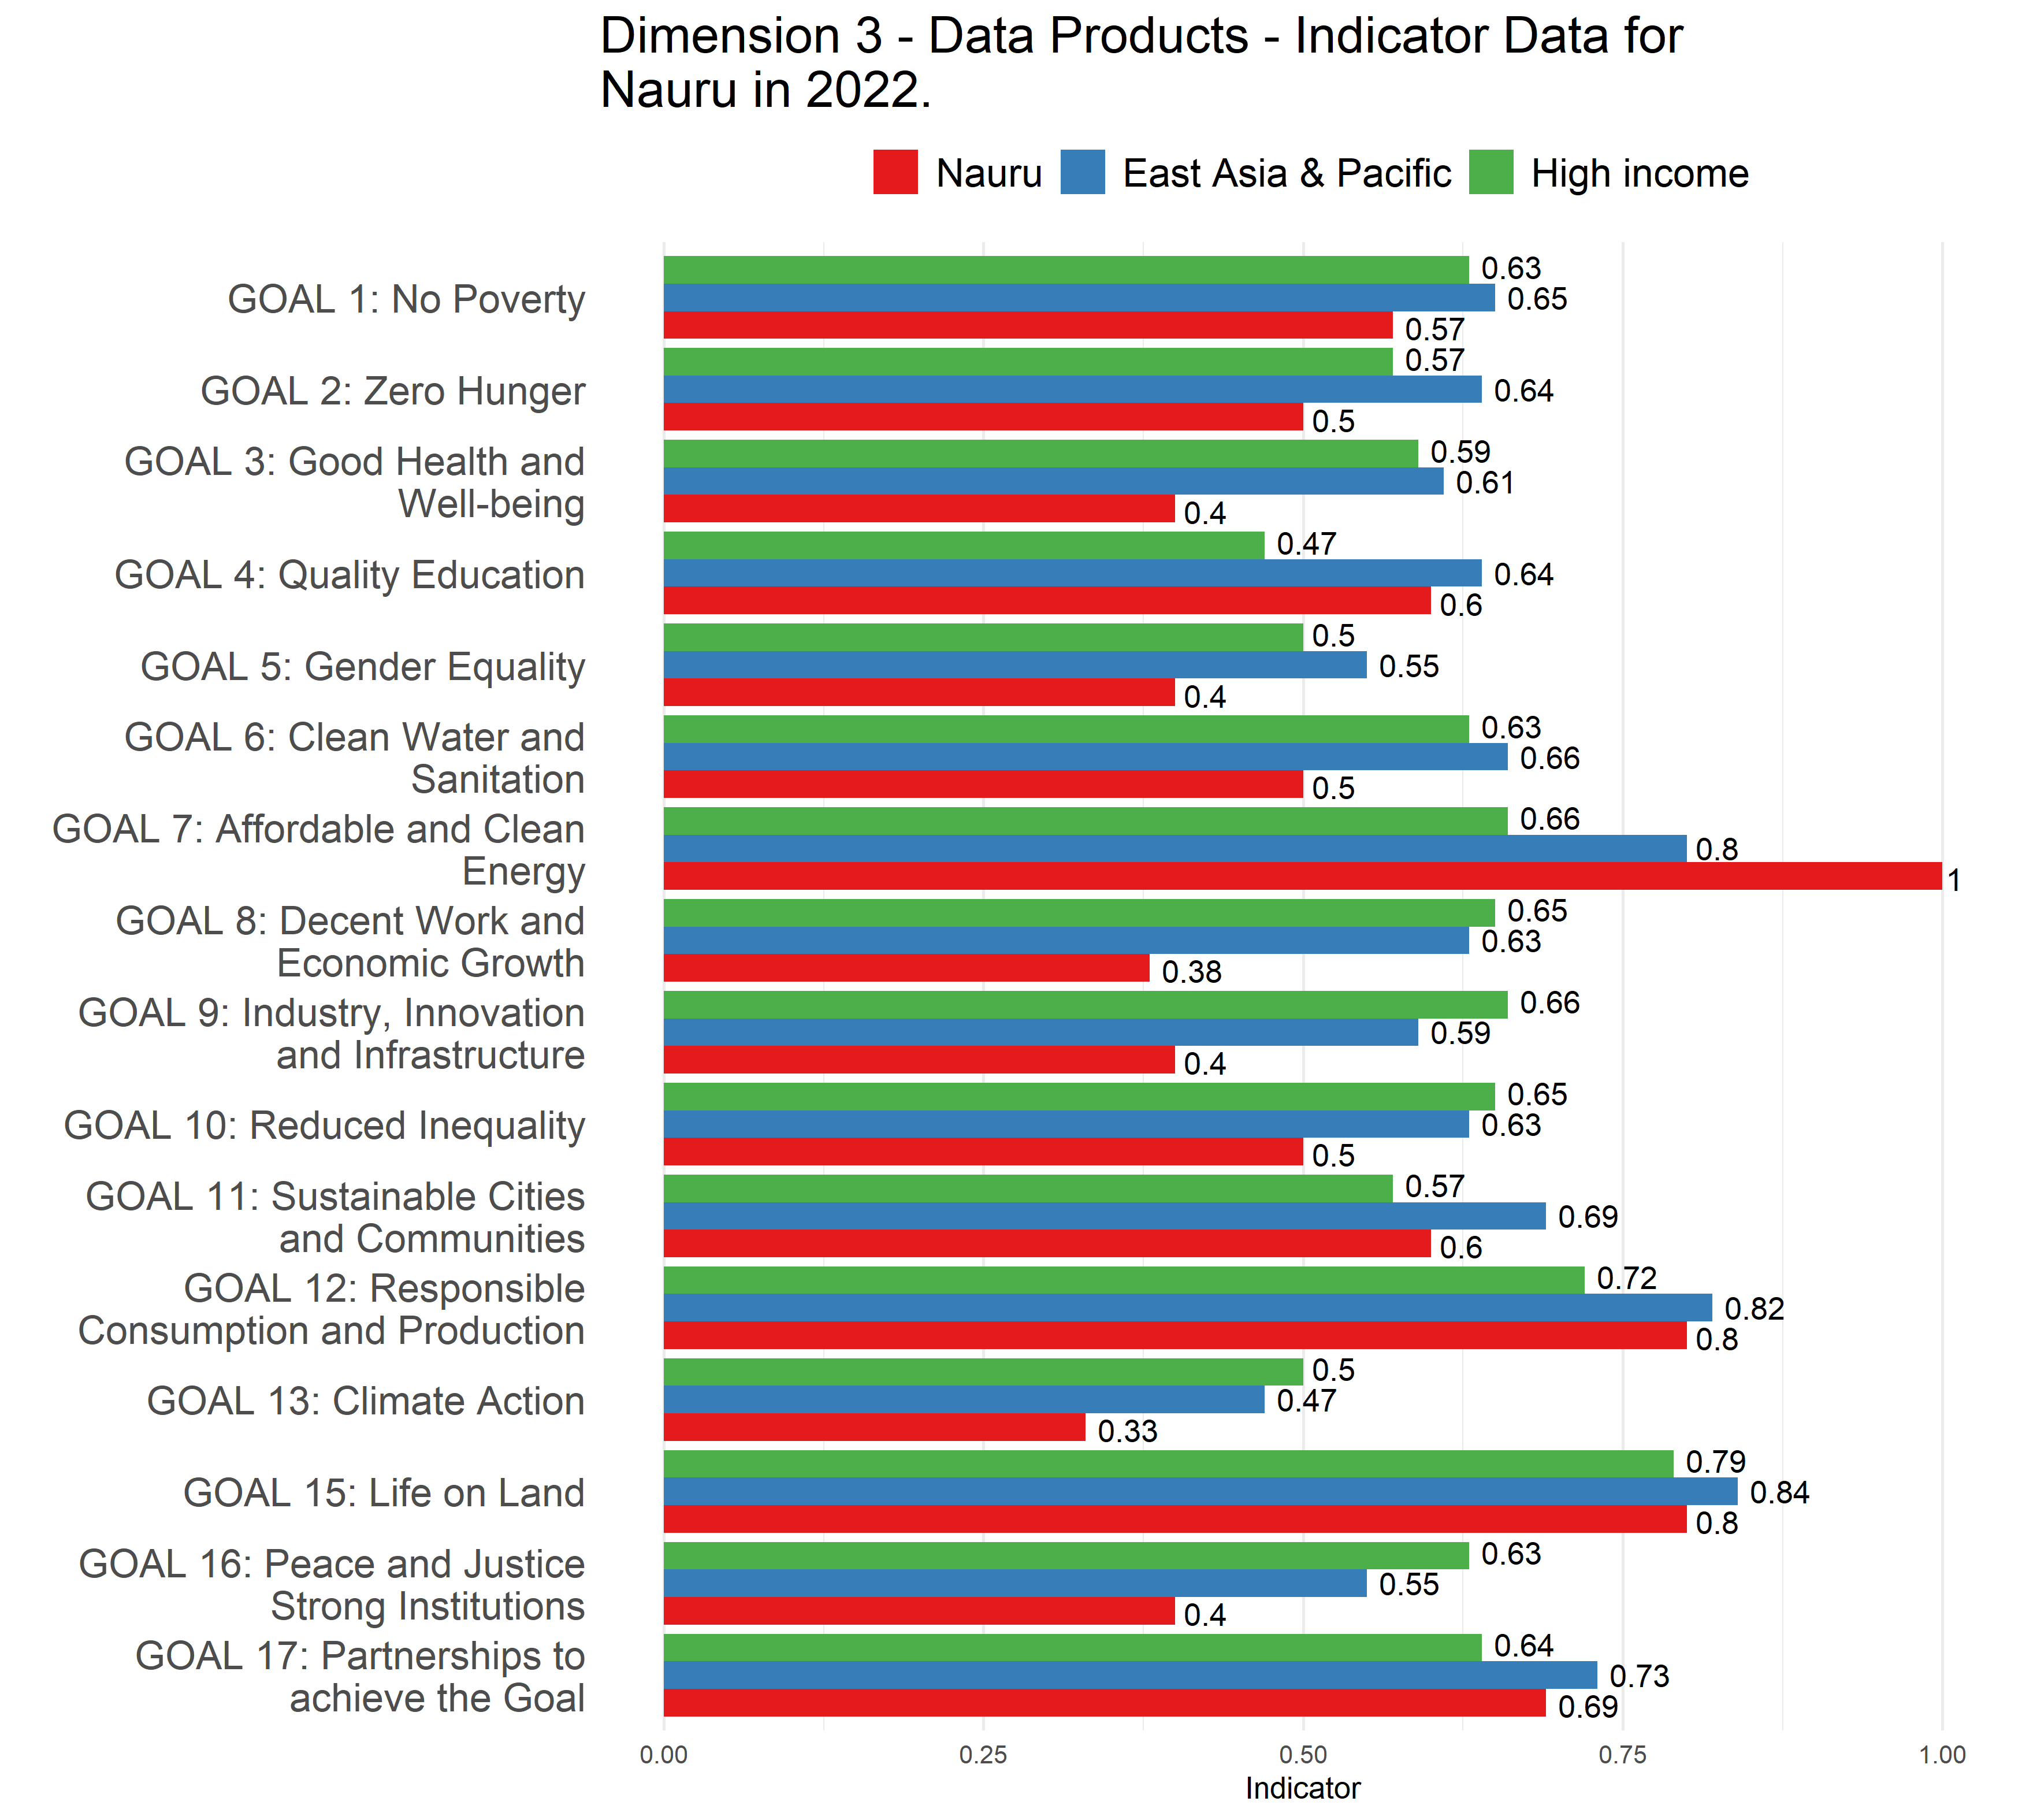 Dimension 3 - Data Products - Indicator Data for
Nauru in 2022.
Nauru East Asia & Pacific High income
GOAL 1: No Poverty
0.63
0.65
0.57
GOAL 2: Zero Hunger
0.57
0.64
0.5
GOAL 3: Good Health and
Well-being
0.59
0.61
0.4
GOAL 4: Quality Education
0.47
0.64
0.6
GOAL 5: Gender Equality
0.5
0.55
0.4
GOAL 6: Clean Water and
Sanitation
0.63
0.66
0.5
GOAL 7: Affordable and Clean
Energy
0.66
0.8
1
GOAL 8: Decent Work and
Economic Growth
0.65
0.63
0.38
GOAL 9: Industry, Innovation
and Infrastructure
0.66
0.59
0.4
GOAL 10: Reduced Inequality
0.65
0.63
0.5
GOAL 11: Sustainable Cities
and Communities
0.57
0.69
0.6
GOAL 12: Responsible
Consumption and Production
0.72
0.82
0.8
GOAL 13: Climate Action
0.5
0.47
0.33
GOAL 15: Life on Land
0.79
0.84
0.8
GOAL 16: Peace and Justice
Strong Institutions
0.63
0.55
0.4
GOAL 17: Partnerships to
achieve the Goal
0.64
0.73
0.69
0.00 0.25 0.50 0.75 1.00
Indicator